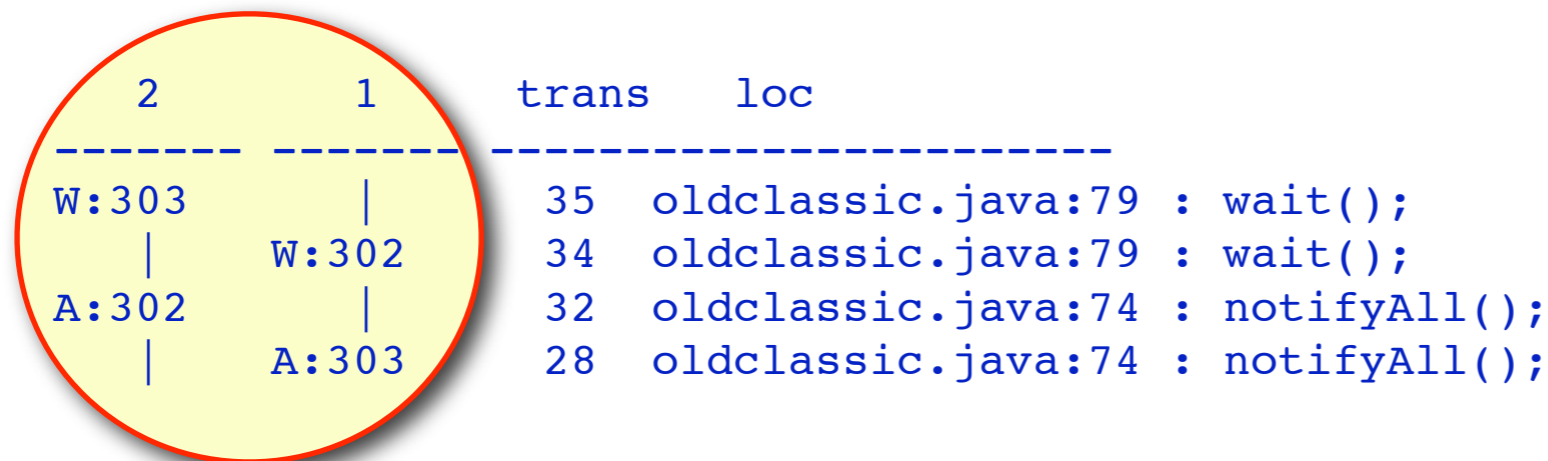 2 1 trans loc
------- ------- -----------------------
W:303 | 35 oldclassic.java:79 : wait();
| W:302 34 oldclassic.java:79 : wait();
A:302 | 32 oldclassic.java:74 : notifyAll();
| A:303 28 oldclassic.java:74 : notifyAll();